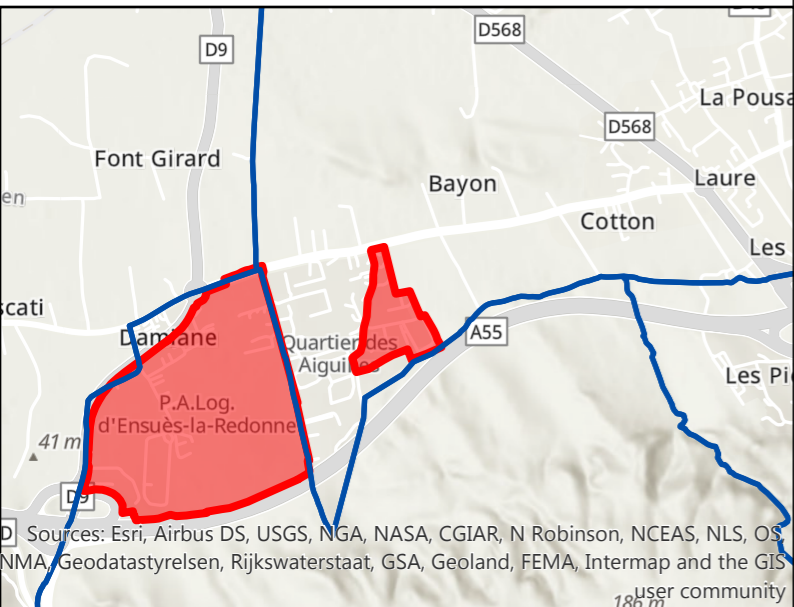 D568
D9
La Pousa
D568
Font Girard
Bayon
Laure
en
Cotton
Les
scati
Damiane
Quartier des
Aiguilles
A55
Les Pi
P.A.Log.
d'Ensuès-la-Redonne
41 m
D9
D
Sources: Esri, Airbus DS, USGS, NGA, NASA, CGIAR, N Robinson, NCEAS, NLS, OS,
NMA, Geodatastyrelsen, Rijkswaterstaat, GSA, Geoland, FEMA, Intermap and the GIS
user community
186 m